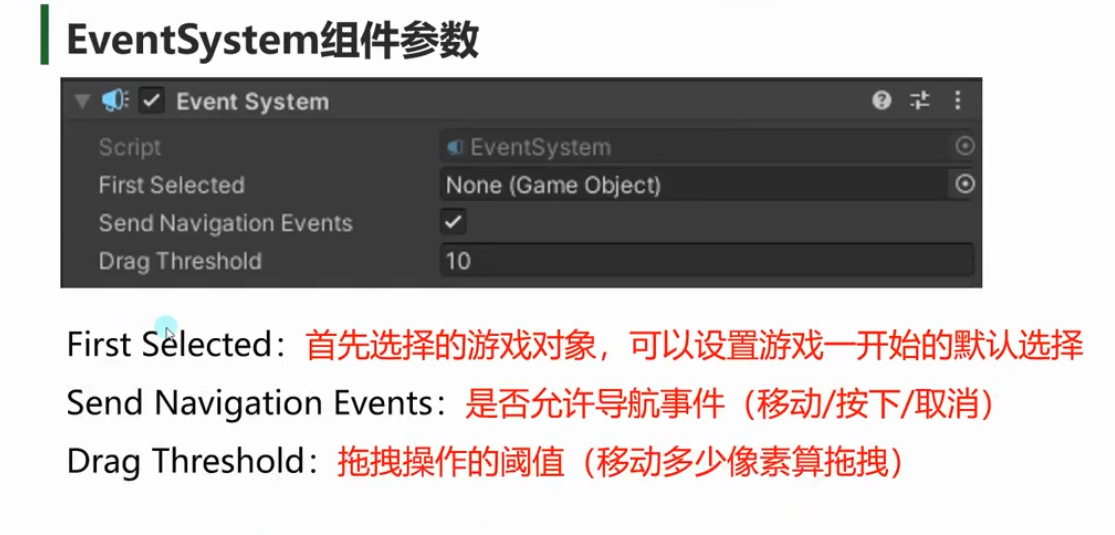 EventSystem组件参数
Event System
Script EventSystem
First Selected None (Game Object)
Send Navigation Events
Drag Threshold 10
First Selected：首先选择的游戏对象，可以设置游戏一开始的默认选择
Send Navigation Events：是否允许导航事件（移动/按下/取消）
Drag Threshold：拖拽操作的阈值（移动多少像素算拖拽）